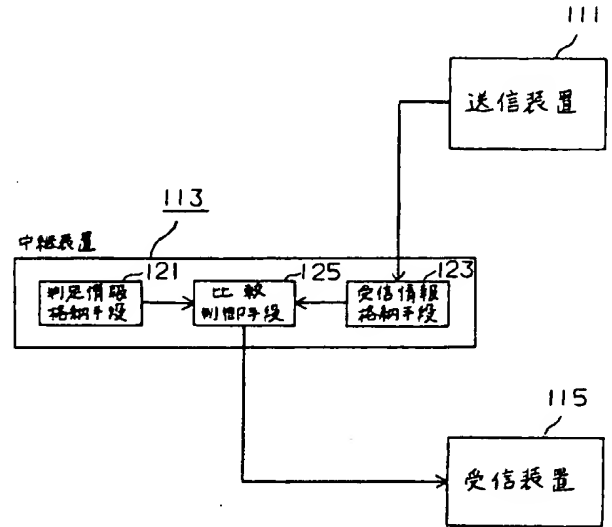 111
送信装置
113
中継装置
121
125
123
判定情報
格納手段
比較
制御手段
受信情報
格納手段
115
受信装置